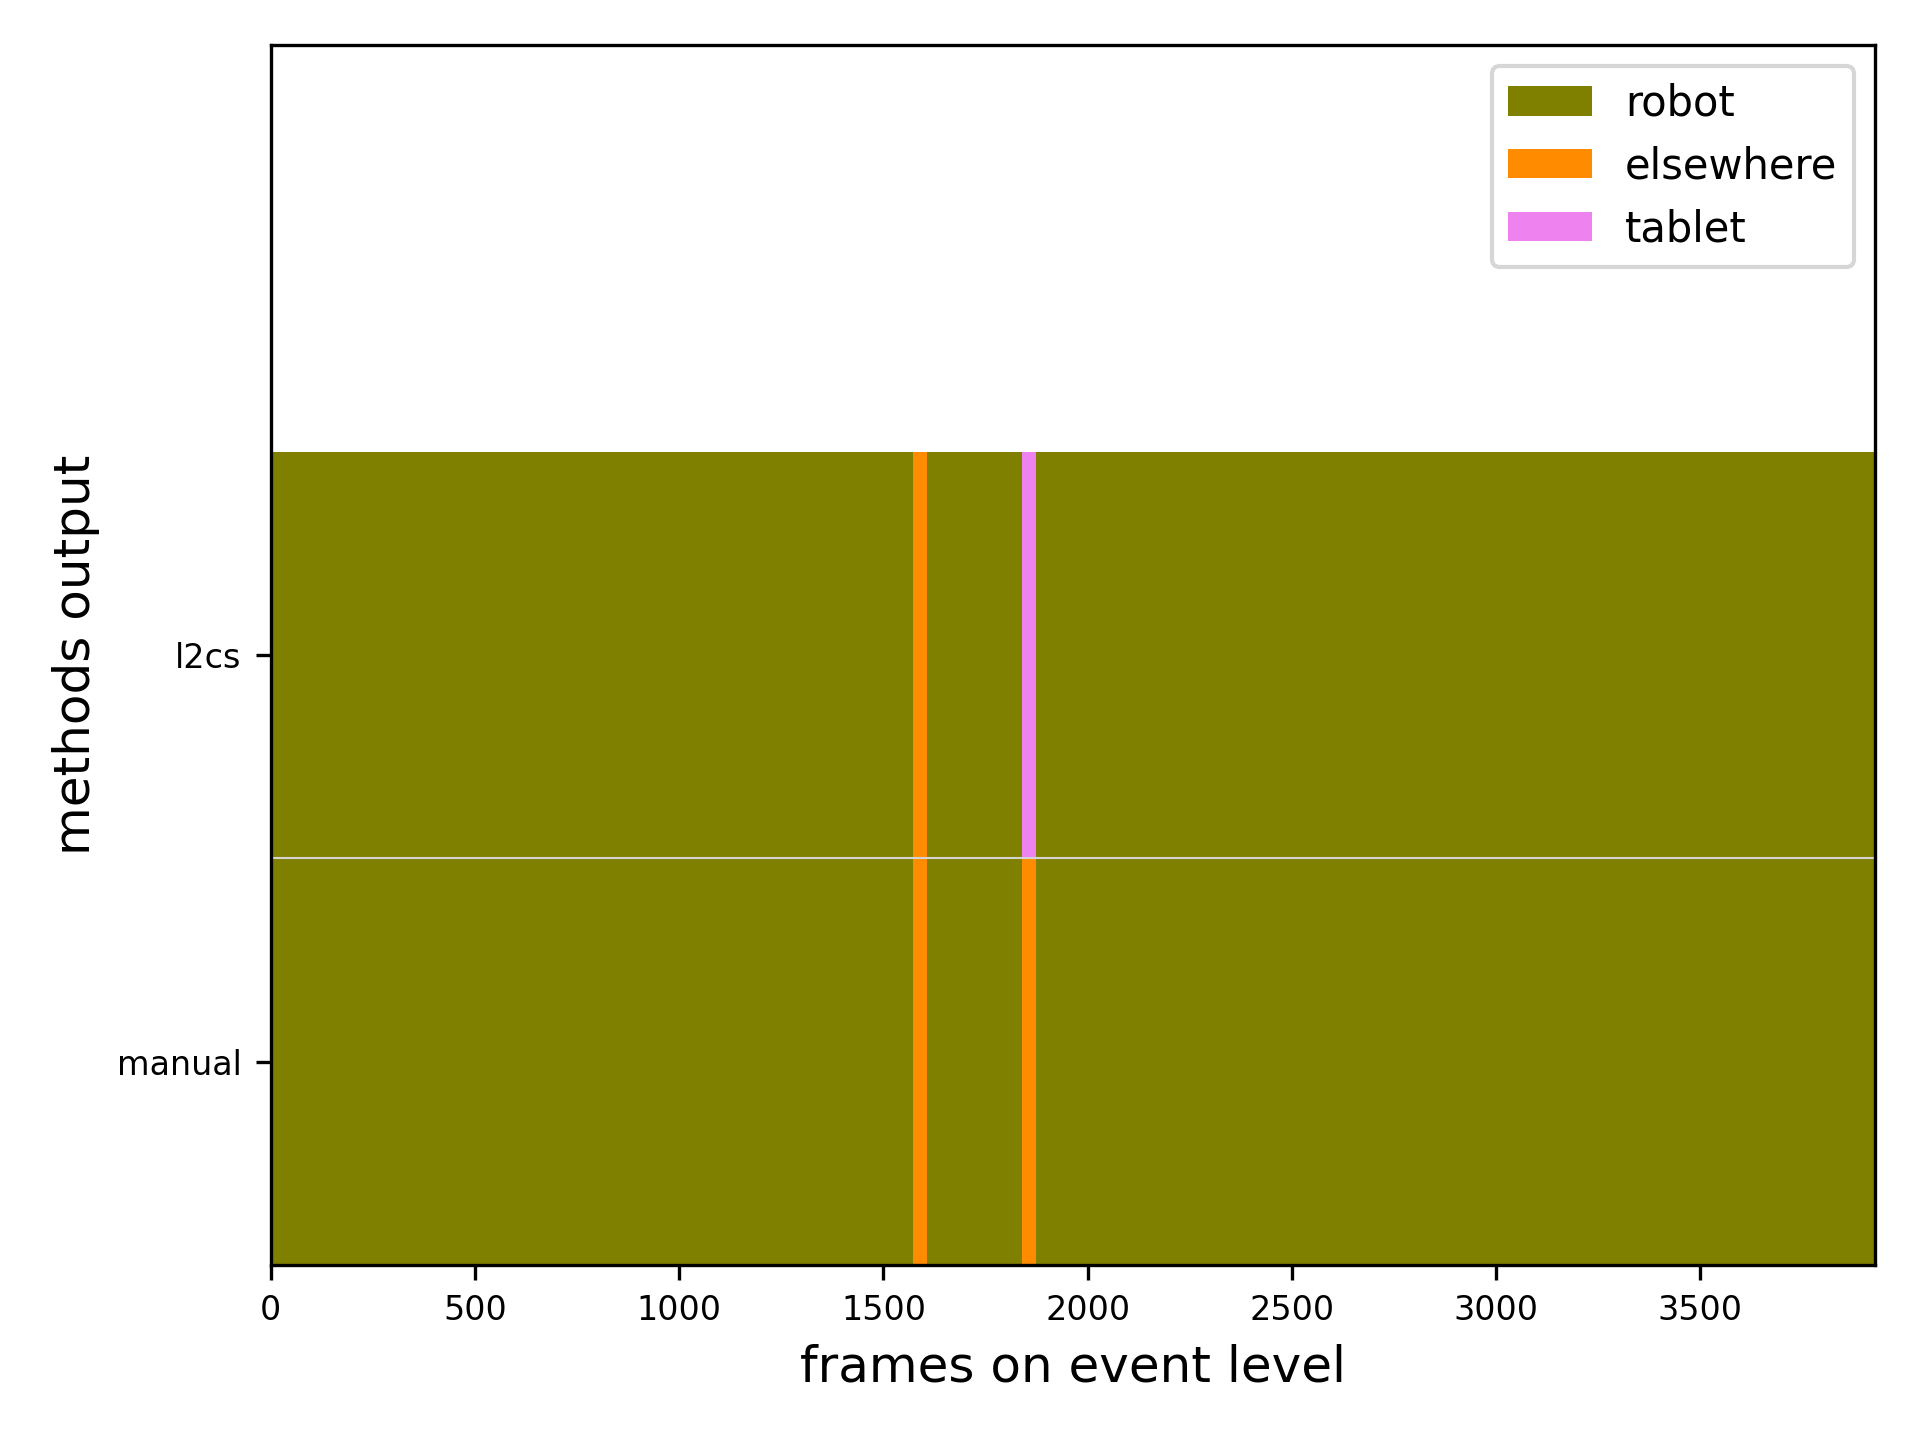 robot
elsewhere
tablet
methods output
l2cs
manual
0 500 1000 1500 2000 2500 3000 3500
frames on event level